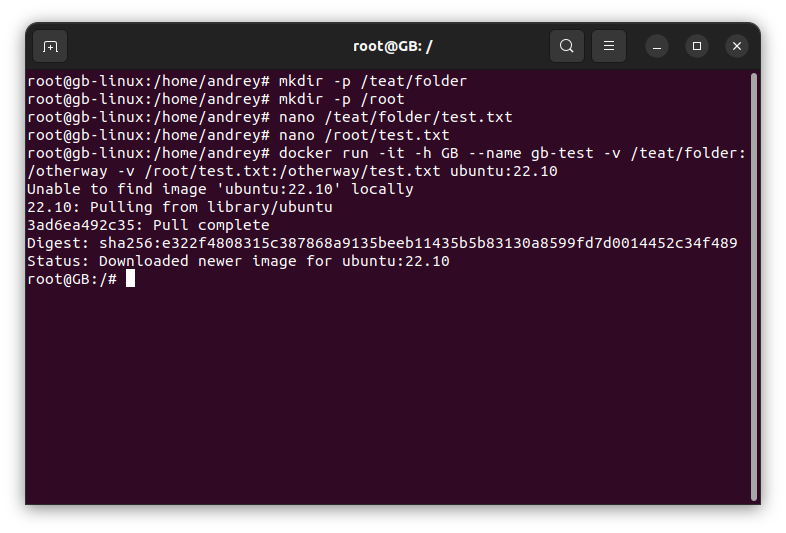 root@GB: /
root@gb-linux:/home/andrey# mkdir -p /teat/folder
root@gb-linux:/home/andrey# mkdir -p /root
root@gb-linux:/home/andrey# nano /teat/folder/test.txt
root@gb-linux:/home/andrey# nano /root/test.txt
root@gb-linux:/home/andrey# docker run -it -h GB --name gb-test -v /teat/folder:
/otherway -v /root/test.txt:/otherway/test.txt ubuntu:22.10
Unable to find image 'ubuntu:22.10' locally
22.10: Pulling from library/ubuntu
3ad6ea492c35: Pull complete
Digest: sha256:e322f4808315c387868a9135beeb11435b5b83130a8599fd7d0014452c34f489
Status: Downloaded newer image for ubuntu:22.10
root@GB:/#